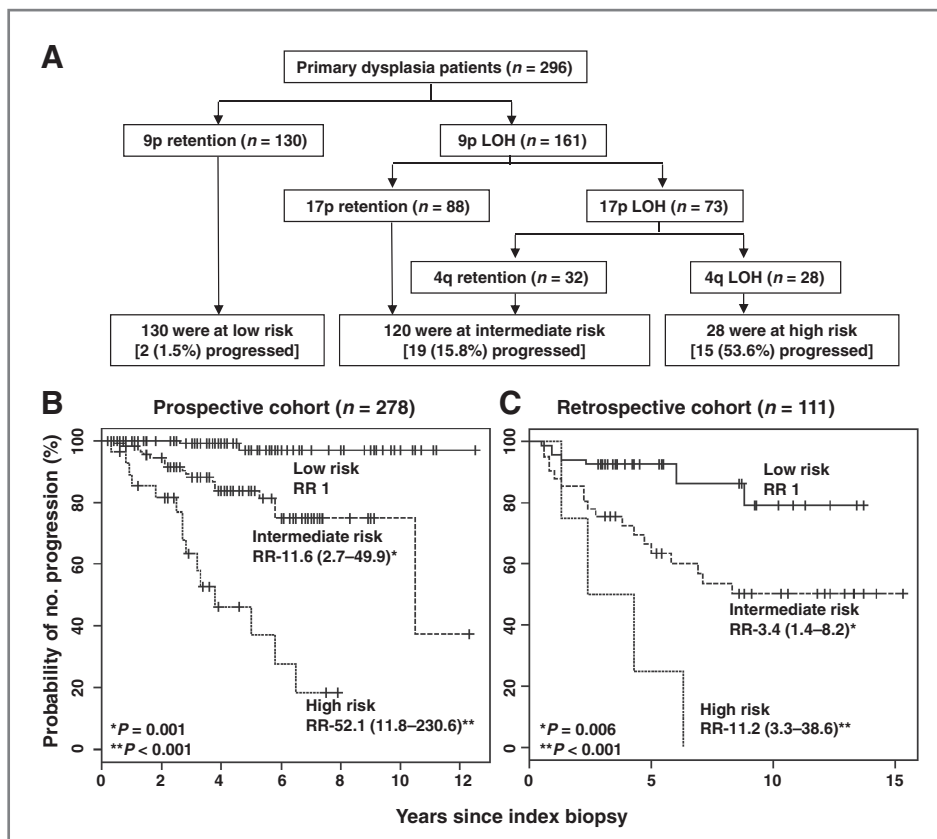 A
Primary dysplasia patients (n = 296)
9p retention (n = 130)
9p LOH (n = 161)
17p retention (n = 88)
17p LOH (n = 73)
4q retention (n = 32)
4q LOH (n = 28)
130 were at low risk
[2 (1.5%) progressed]
120 were at intermediate risk
[19 (15.8%) progressed]
28 were at high risk
[15 (53.6%) progressed]
B
Prospective cohort (n = 278)
Probability of no. progression (%)
100
80
60
40
20
0
Low risk
RR 1
Intermediate risk
RR-11.6 (2.7–49.9)*
High risk
RR-52.1 (11.8–230.6)**
*P = 0.001
**P < 0.001
0 2 4 6 8 10 12
C
Retrospective cohort (n = 111)
100
80
60
40
20
0
Low risk
RR 1
Intermediate risk
RR-3.4 (1.4–8.2)*
High risk
RR-11.2 (3.3–38.6)**
*P = 0.006
**P < 0.001
0 5 10 15
Years since index biopsy